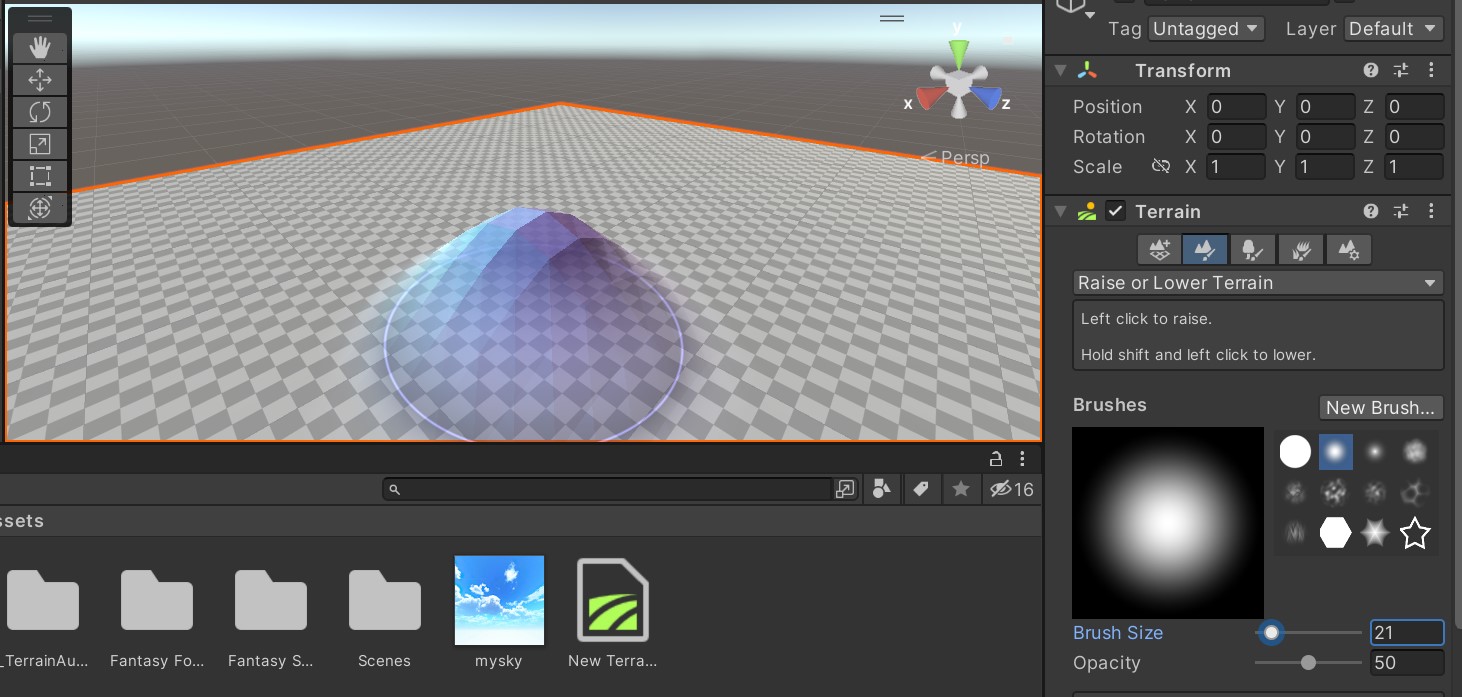 y
x
z
Persp
Tag Untagged Layer Default
Transform
Position X 0 Y 0 Z 0
Rotation X 0 Y 0 Z 0
Scale X 1 Y 1 Z 1
Terrain
Raise or Lower Terrain
Left click to raise.
Hold shift and left click to lower.
Brushes New Brush...
Brush Size 21
Opacity 50
16
ssets
_TerrainAu... Fantasy Fo... Fantasy S... Scenes mysky New Terra...